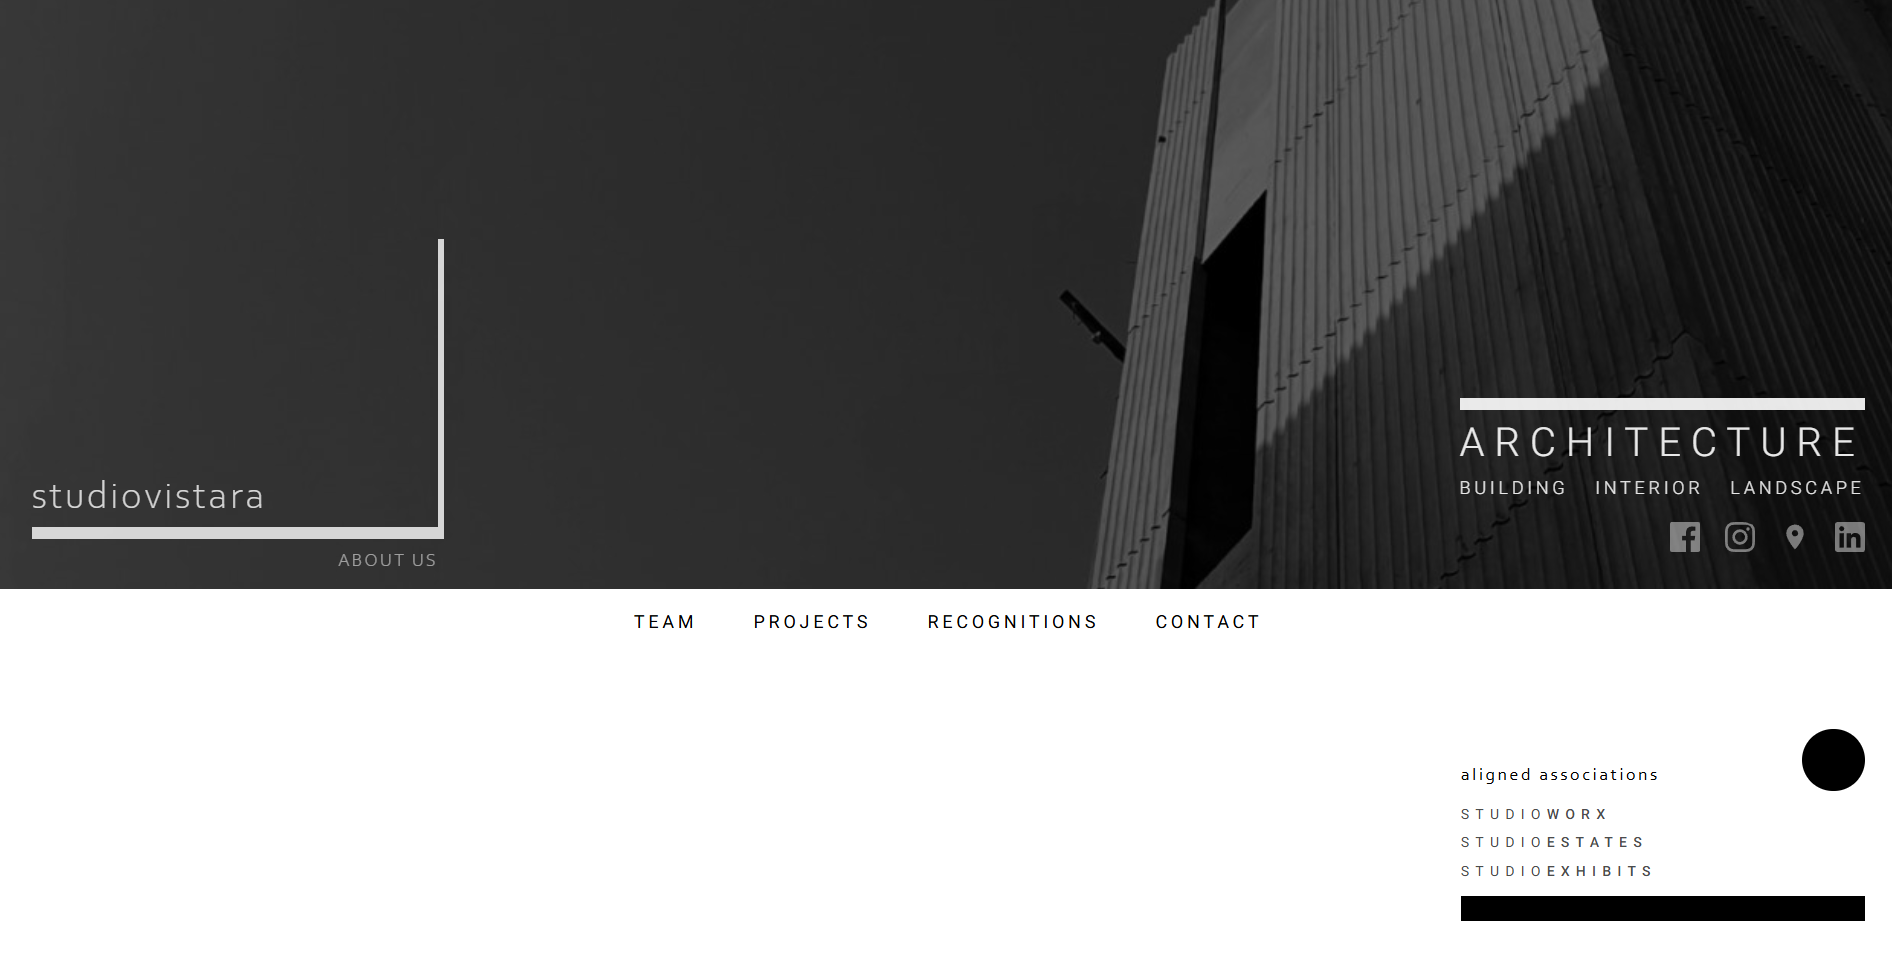 studiovistara
ABOUT US
ARCHITECTURE
BUILDING INTERIOR LANDSCAPE
TEAM PROJECTS RECOGNITIONS CONTACT
aligned associations
STUDIOWORX
STUDIOESTATES
STUDIOEXHIBITS